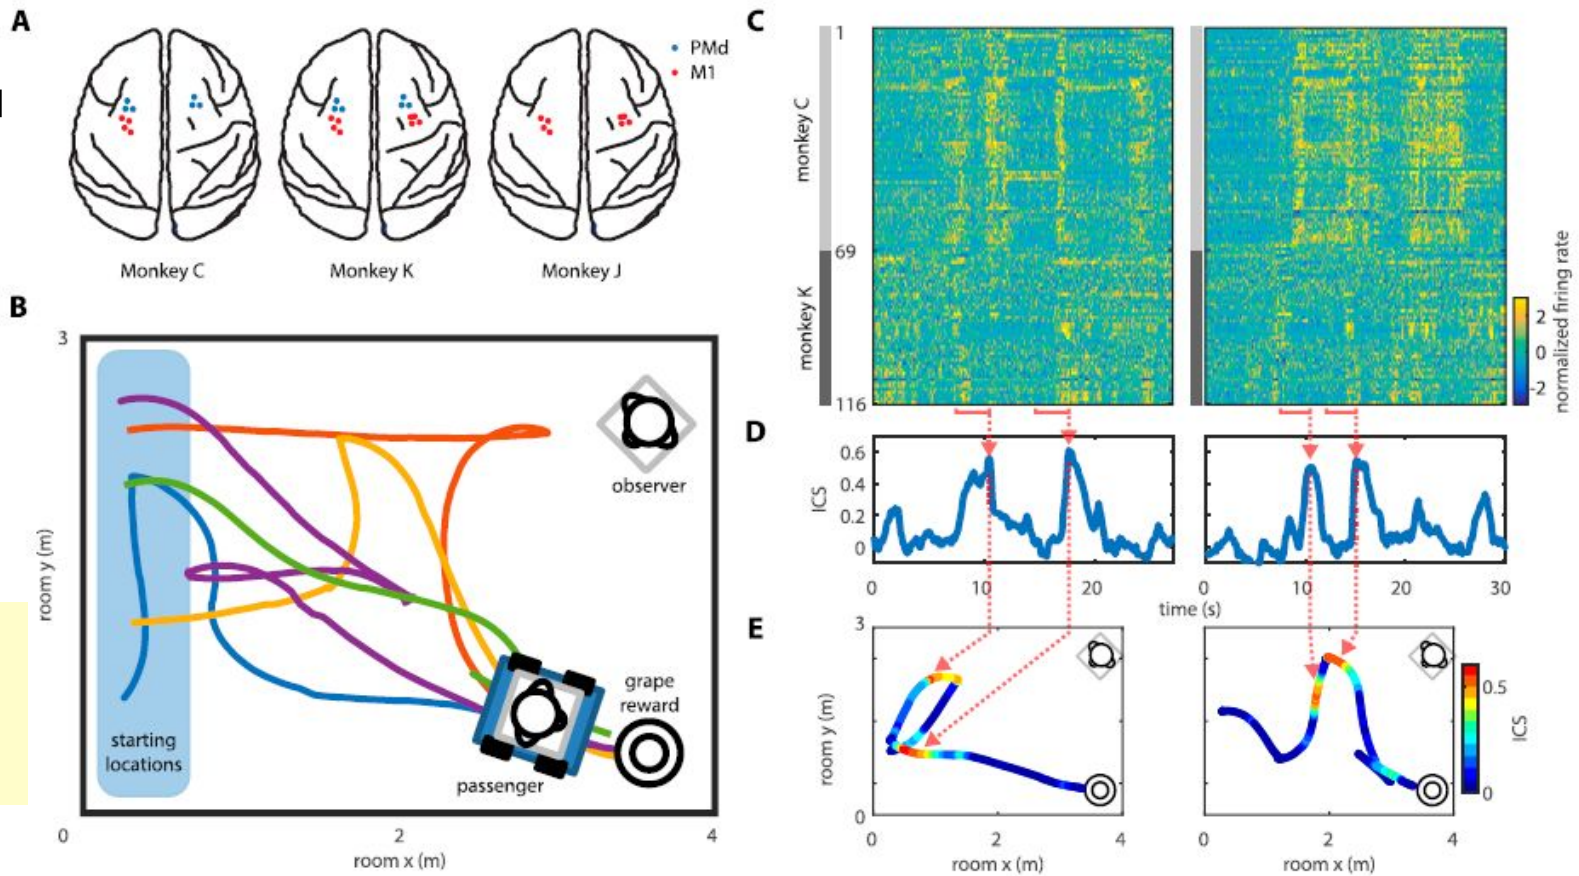 A
PMd
M1
Monkey C
Monkey K
Monkey J
B
3
observer
grape
reward
starting
locations
passenger
room y (m)
0
2
4
room x (m)
C
1
monkey C
69
monkey K
116
2
0
-2
normalized firing rate
D
0.6
0.4
0.2
0
ICS
0
10
20
0
10
20
30
time (s)
E
3
0
room y (m)
0
2
4
room x (m)
0
2
4
room x (m)
0.5
0
ICS